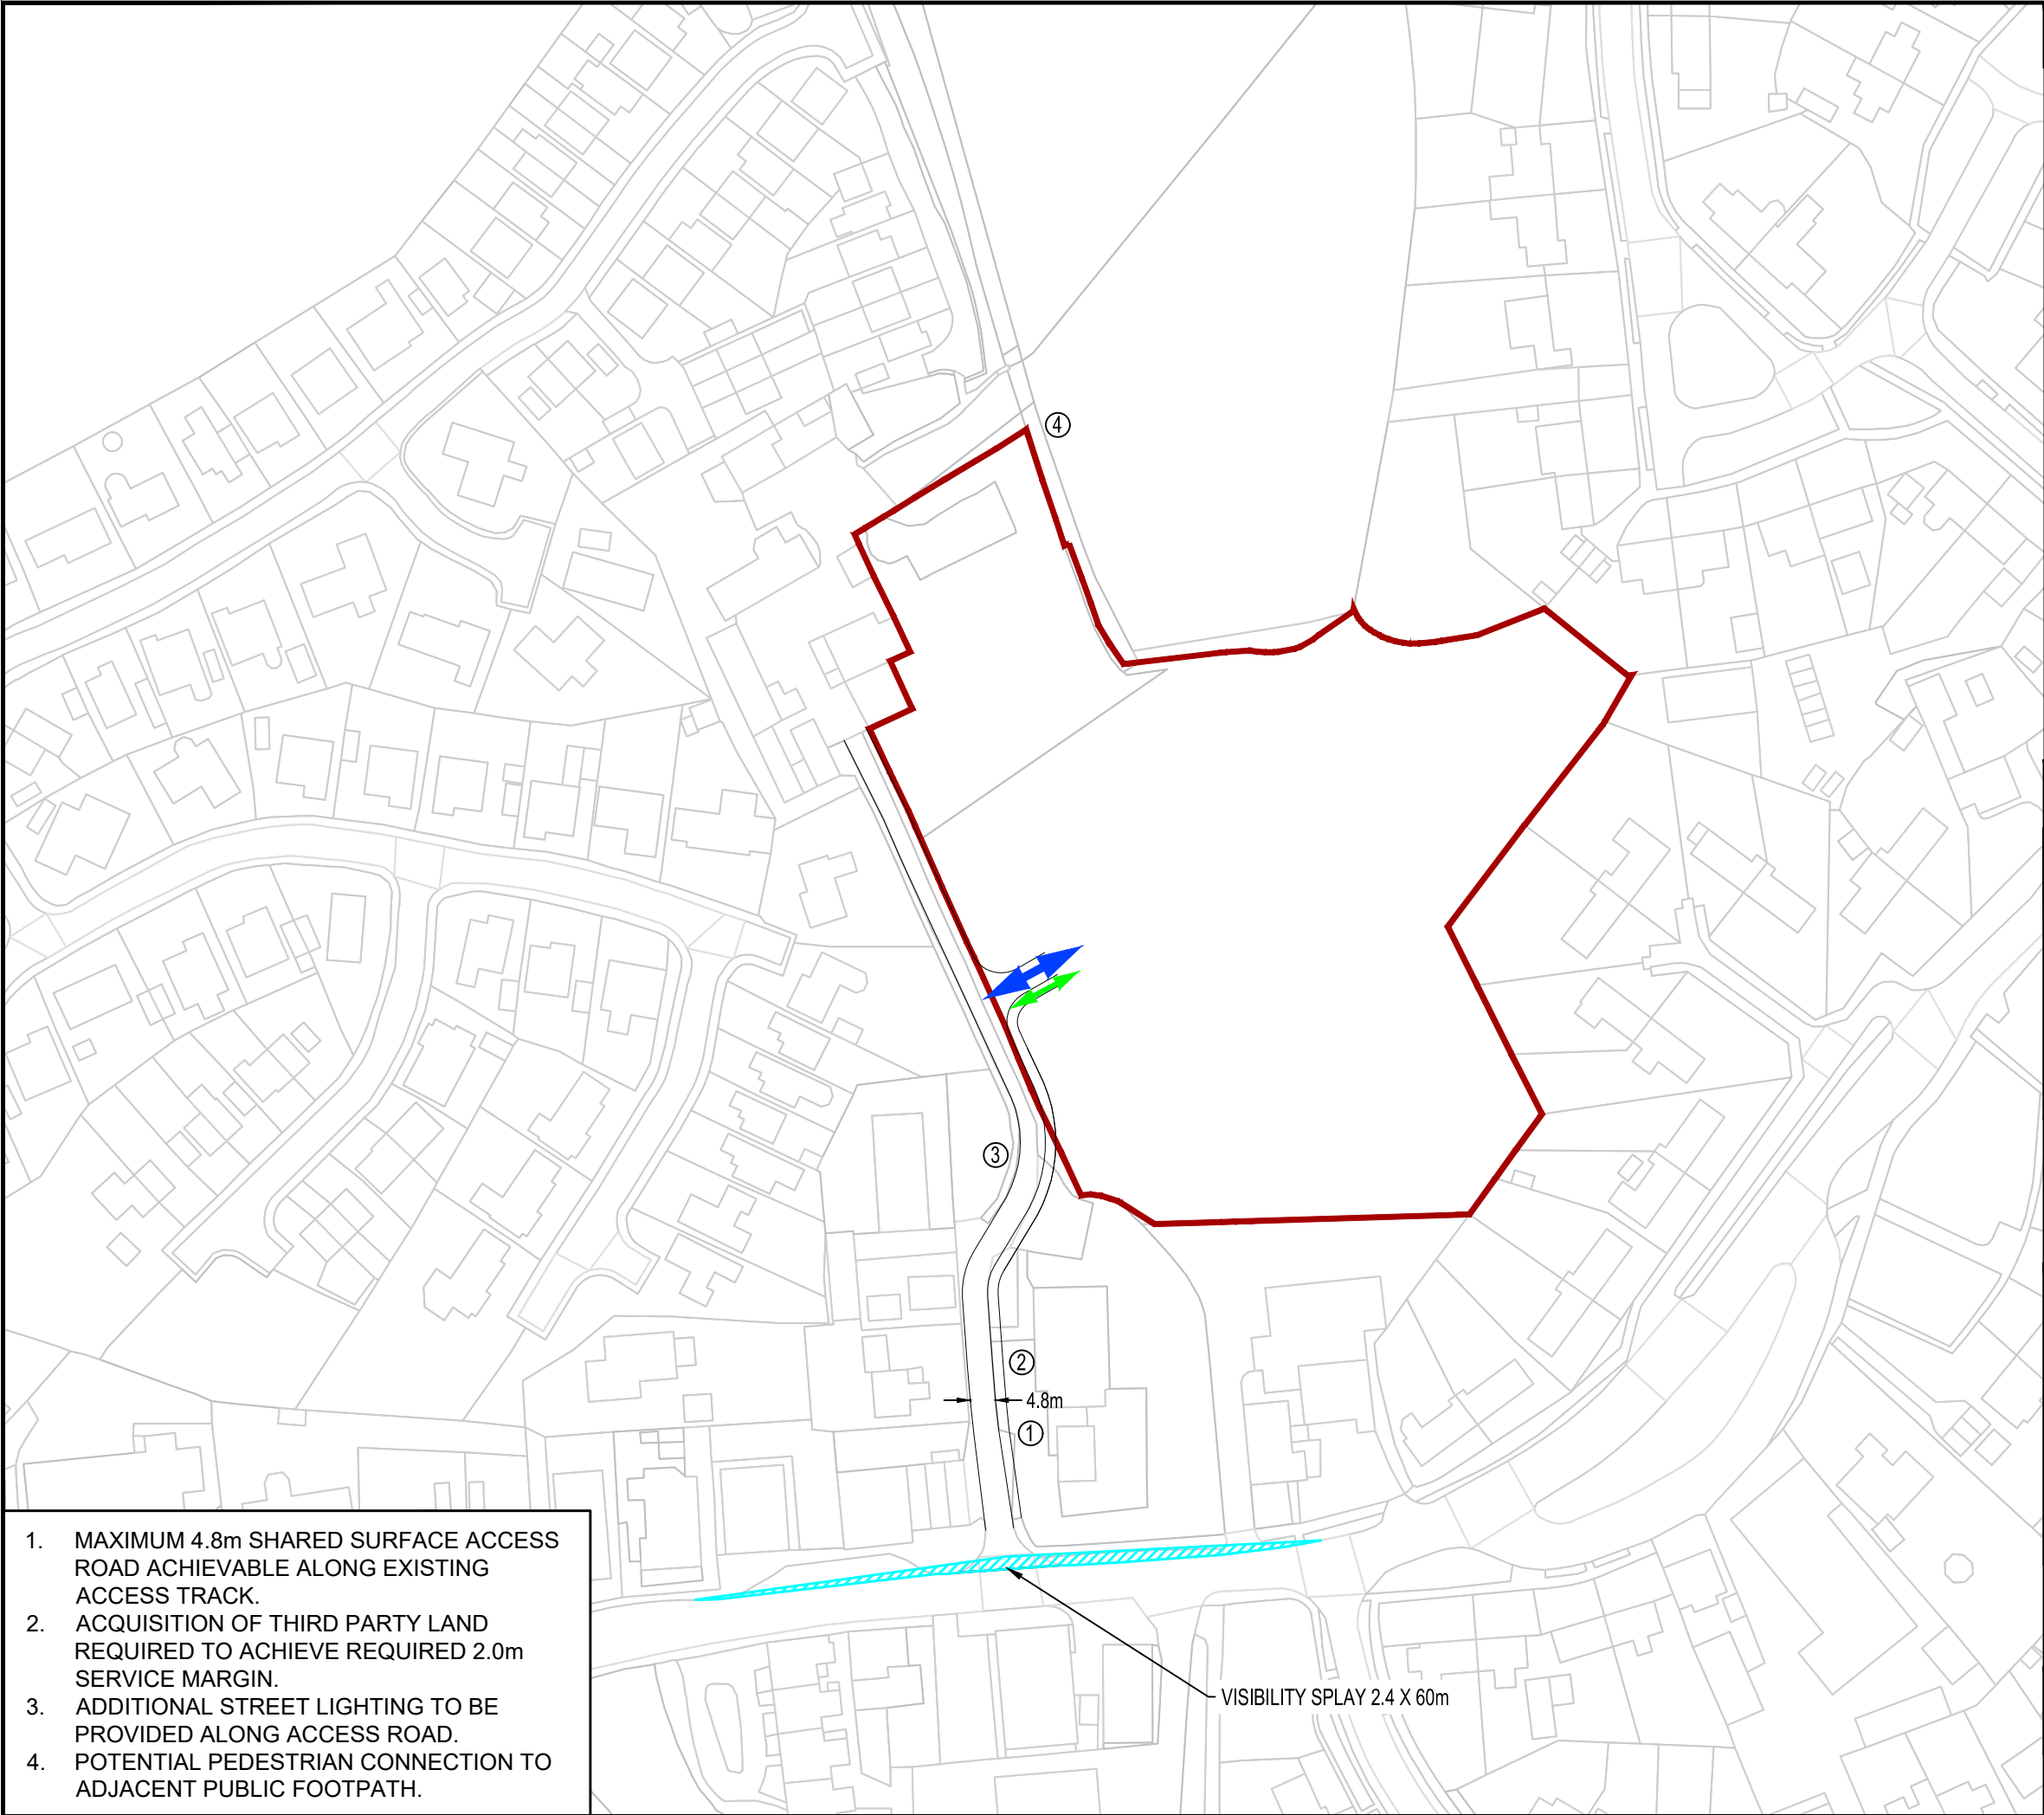 4
3
2
4.8m
1
1. MAXIMUM 4.8m SHARED SURFACE ACCESS
ROAD ACHIEVABLE ALONG EXISTING
ACCESS TRACK.
2. ACQUISITION OF THIRD PARTY LAND
REQUIRED TO ACHIEVE REQUIRED 2.0m
SERVICE MARGIN.
3. ADDITIONAL STREET LIGHTING TO BE
PROVIDED ALONG ACCESS ROAD.
4. POTENTIAL PEDESTRIAN CONNECTION TO
ADJACENT PUBLIC FOOTPATH.
VISIBILITY SPLAY 2.4 X 60m